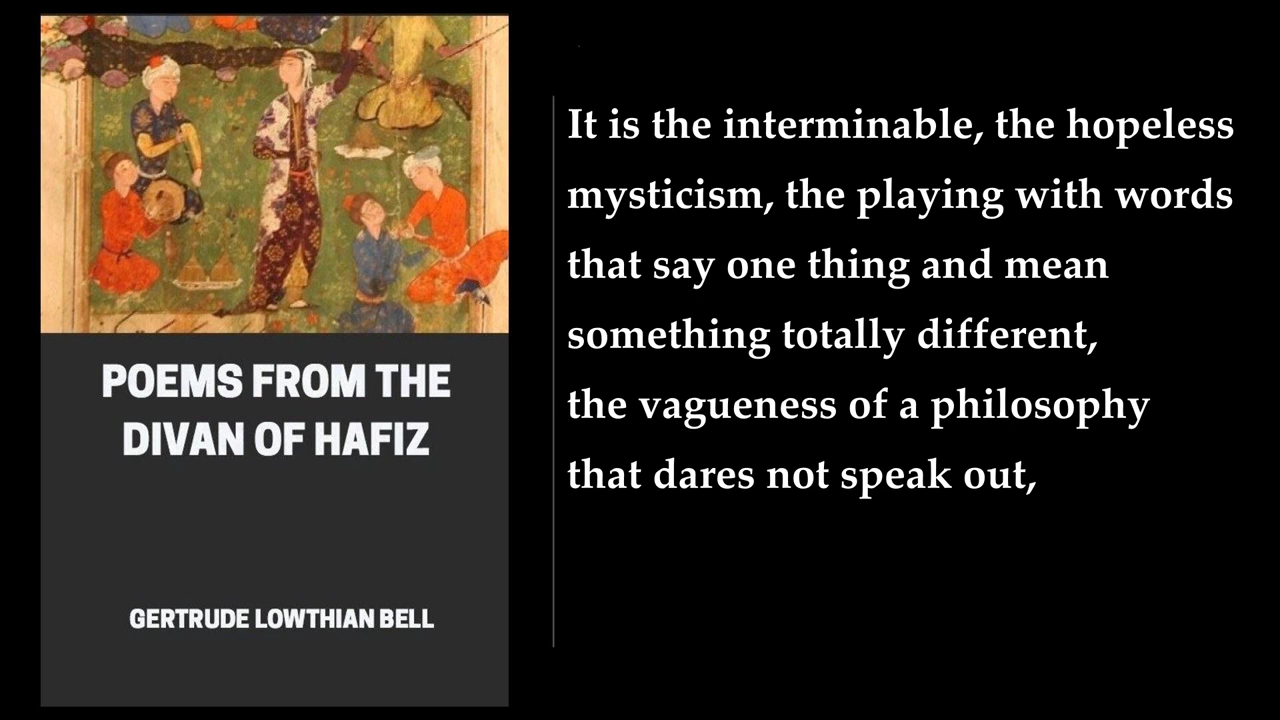 POEMS FROM THE
DIVAN OF HAFIZ
GERTRUDE LOWTHIAN BELL
It is the interminable, the hopeless
mysticism, the playing with words
that say one thing and mean
something totally different,
the vagueness of a philosophy
that dares not speak out,